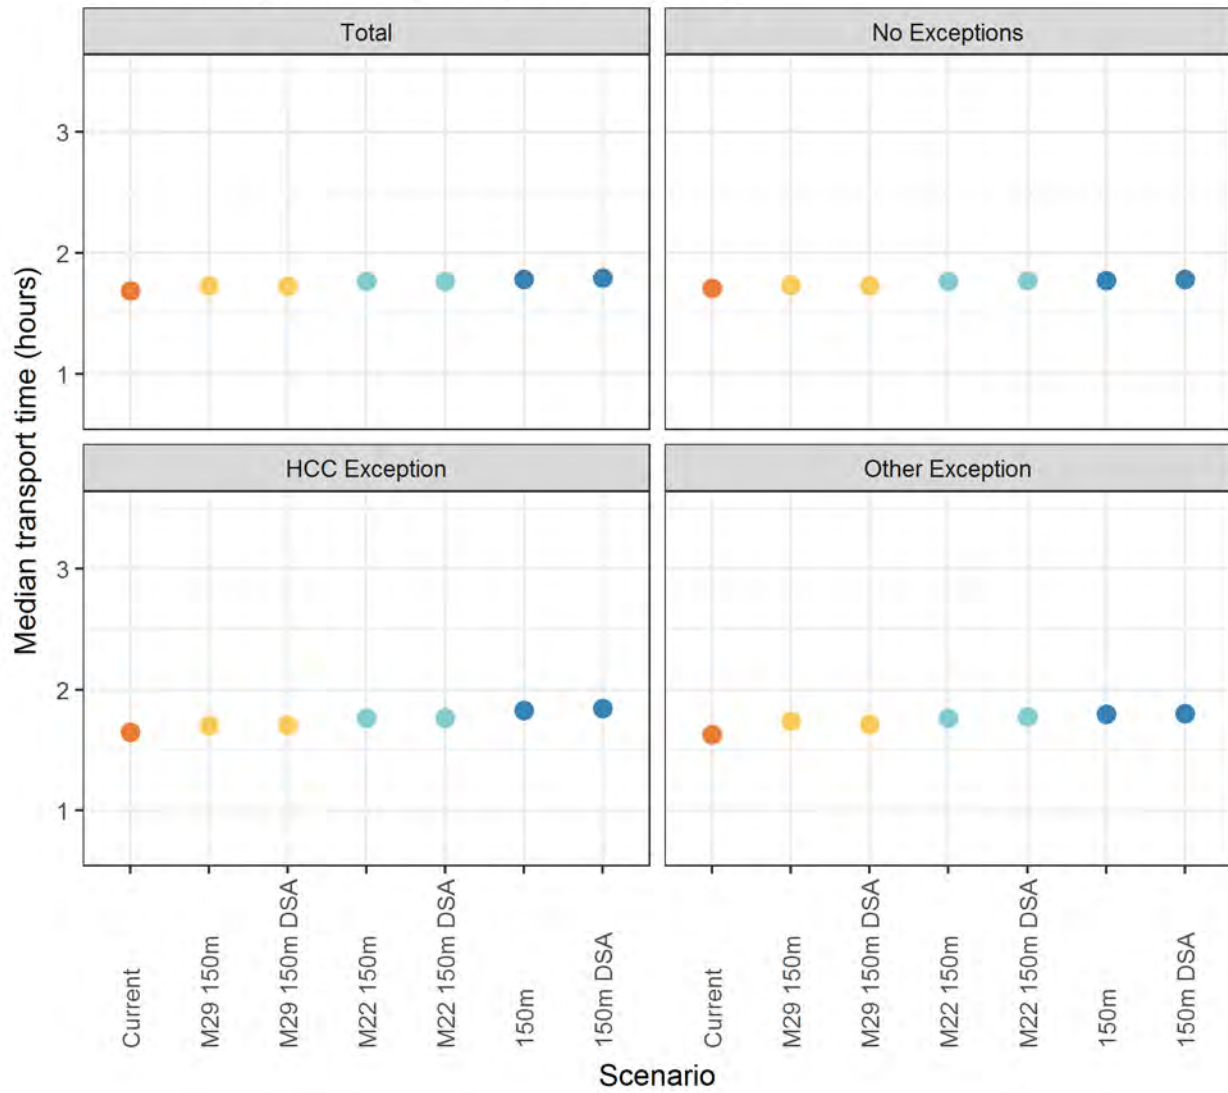 Total
No Exceptions
3
2
1
HCC Exception
Other Exception
3
2
1
Median transport time (hours)
Current
M29 150m
M29 150m DSA
M22 150m
M22 150m DSA
150m
150m DSA
Current
M29 150m
M29 150m DSA
M22 150m
M22 150m DSA
150m
150m DSA
Scenario